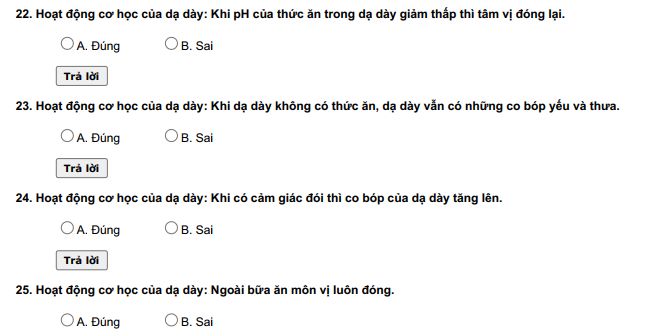 22. Hoạt động cơ học của dạ dày: Khi pH của thức ăn trong dạ dày giảm thấp thì tâm vị đóng lại.
A. Đúng B. Sai
Trả lời
23. Hoạt động cơ học của dạ dày: Khi dạ dày không có thức ăn, dạ dày vẫn có những co bóp yếu và thưa.
A. Đúng B. Sai
Trả lời
24. Hoạt động cơ học của dạ dày: Khi có cảm giác đói thì co bóp của dạ dày tăng lên.
A. Đúng B. Sai
Trả lời
25. Hoạt động cơ học của dạ dày: Ngoài bữa ăn môn vị luôn đóng.
A. Đúng B. Sai